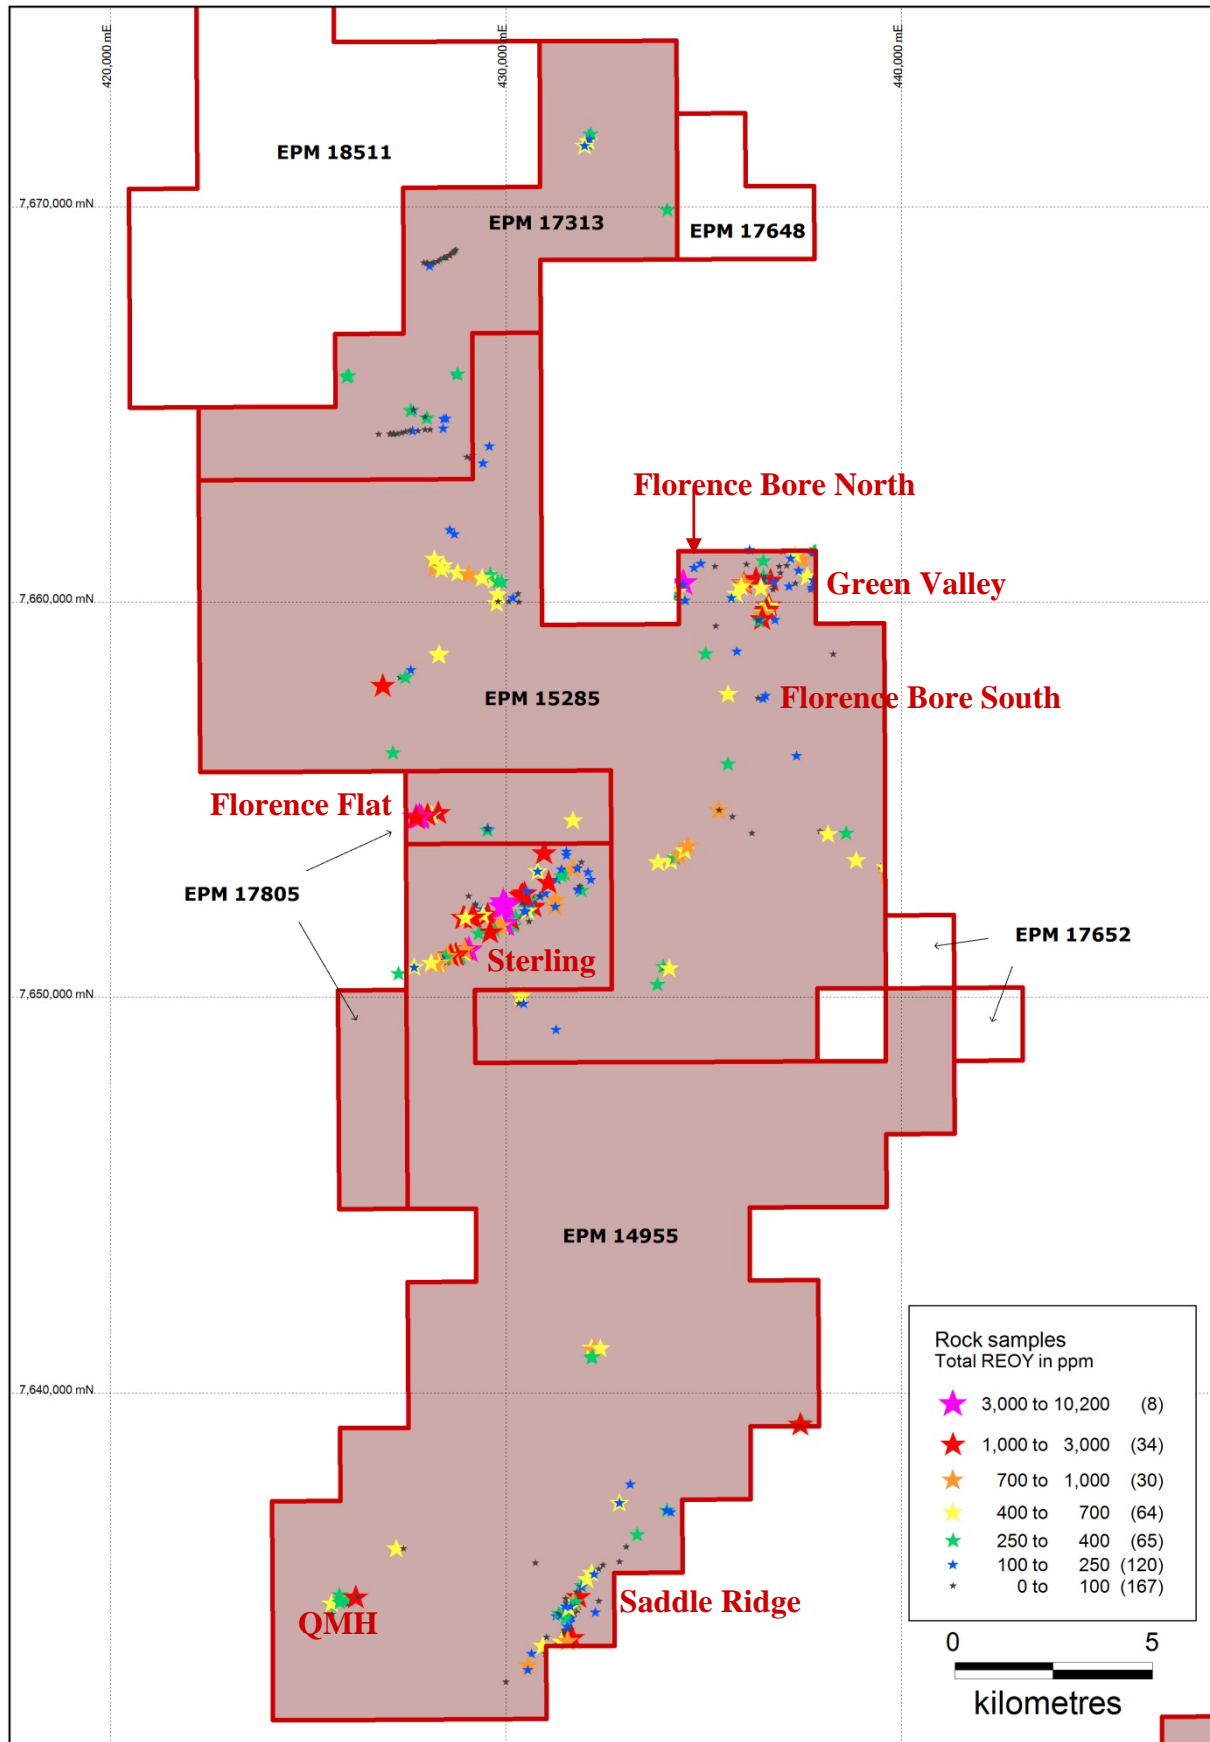 420,000 mE
430,000 mE
440,000 mE
EPM 18511
7,670,000 mN
EPM 17313
EPM 17648
Florence Bore North
Green Valley
7,660,000 mN
EPM 15285
Florence Bore South
Florence Flat
EPM 17805
EPM 17652
Sterling
7,650,000 mN
EPM 14955
7,640,000 mN
Saddle Ridge
QMH
Rock samples
Total REOY in ppm
3,000 to 10,200 (8)
1,000 to 3,000 (34)
700 to 1,000 (30)
400 to 700 (64)
250 to 400 (65)
100 to 250 (120)
0 to 100 (167)
0 5
kilometres